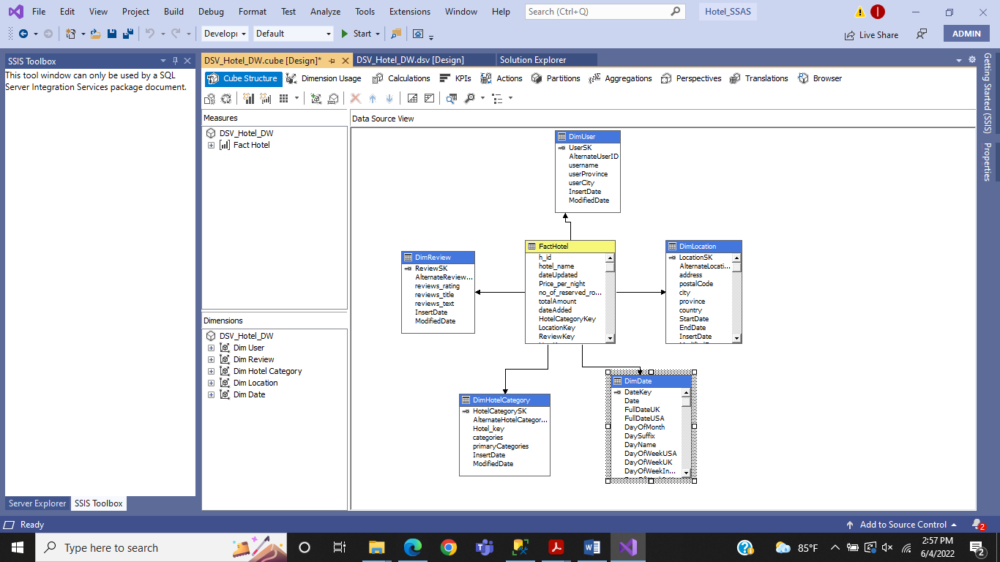 File Edit View Project Build Debug Format Test Analyze Tools Extensions Window Help Search (Ctrl+Q) Hotel_SSAS
Developı Default Start Live Share ADMIN
SSIS Toolbox
This tool window can only be used by a SQL
Server Integration Services package document.
Server Explorer SSIS Toolbox
DSV_Hotel_DW.cube [Design]* DSV_Hotel_DW.dsv [Design] Solution Explorer
Cube Structure Dimension Usage Calculations KPIs Actions Partitions Aggregations Perspectives Translations Browser
Measures
DSV_Hotel_DW
Fact Hotel
Dimensions
DSV_Hotel_DW
Dim User
Dim Review
Dim Hotel Category
Dim Location
Dim Date
Data Source View
DimUser
UserSK
AlternateUserID
username
userProvince
userCity
InsertDate
ModifiedDate
DimReview
ReviewSK
AlternateReview...
reviews_rating
reviews_title
reviews_text
InsertDate
ModifiedDate
FactHotel
h_id
hotel_name
dateUpdated
Price_per_night
no_of_reserved_ro...
totalAmount
dateAdded
HotelCategoryKey
LocationKey
ReviewKey
DimLocation
LocationSK
AlternateLocati...
address
postalCode
city
province
country
StartDate
EndDate
InsertDate
DimHotelCategory
HotelCategorySK
AlternateHotelCategor...
Hotel_key
categories
primaryCategories
InsertDate
ModifiedDate
DimDate
DateKey
Date
FullDateUK
FullDateUSA
DayOfMonth
DaySuffix
DayName
DayOfWeekUSA
DayOfWeekUK
DayOfWeekIn...
Getting Started (SSIS)
Properties
Ready Add to Source Control 2
Type here to search 85°F 2:57 PM
6/4/2022 2